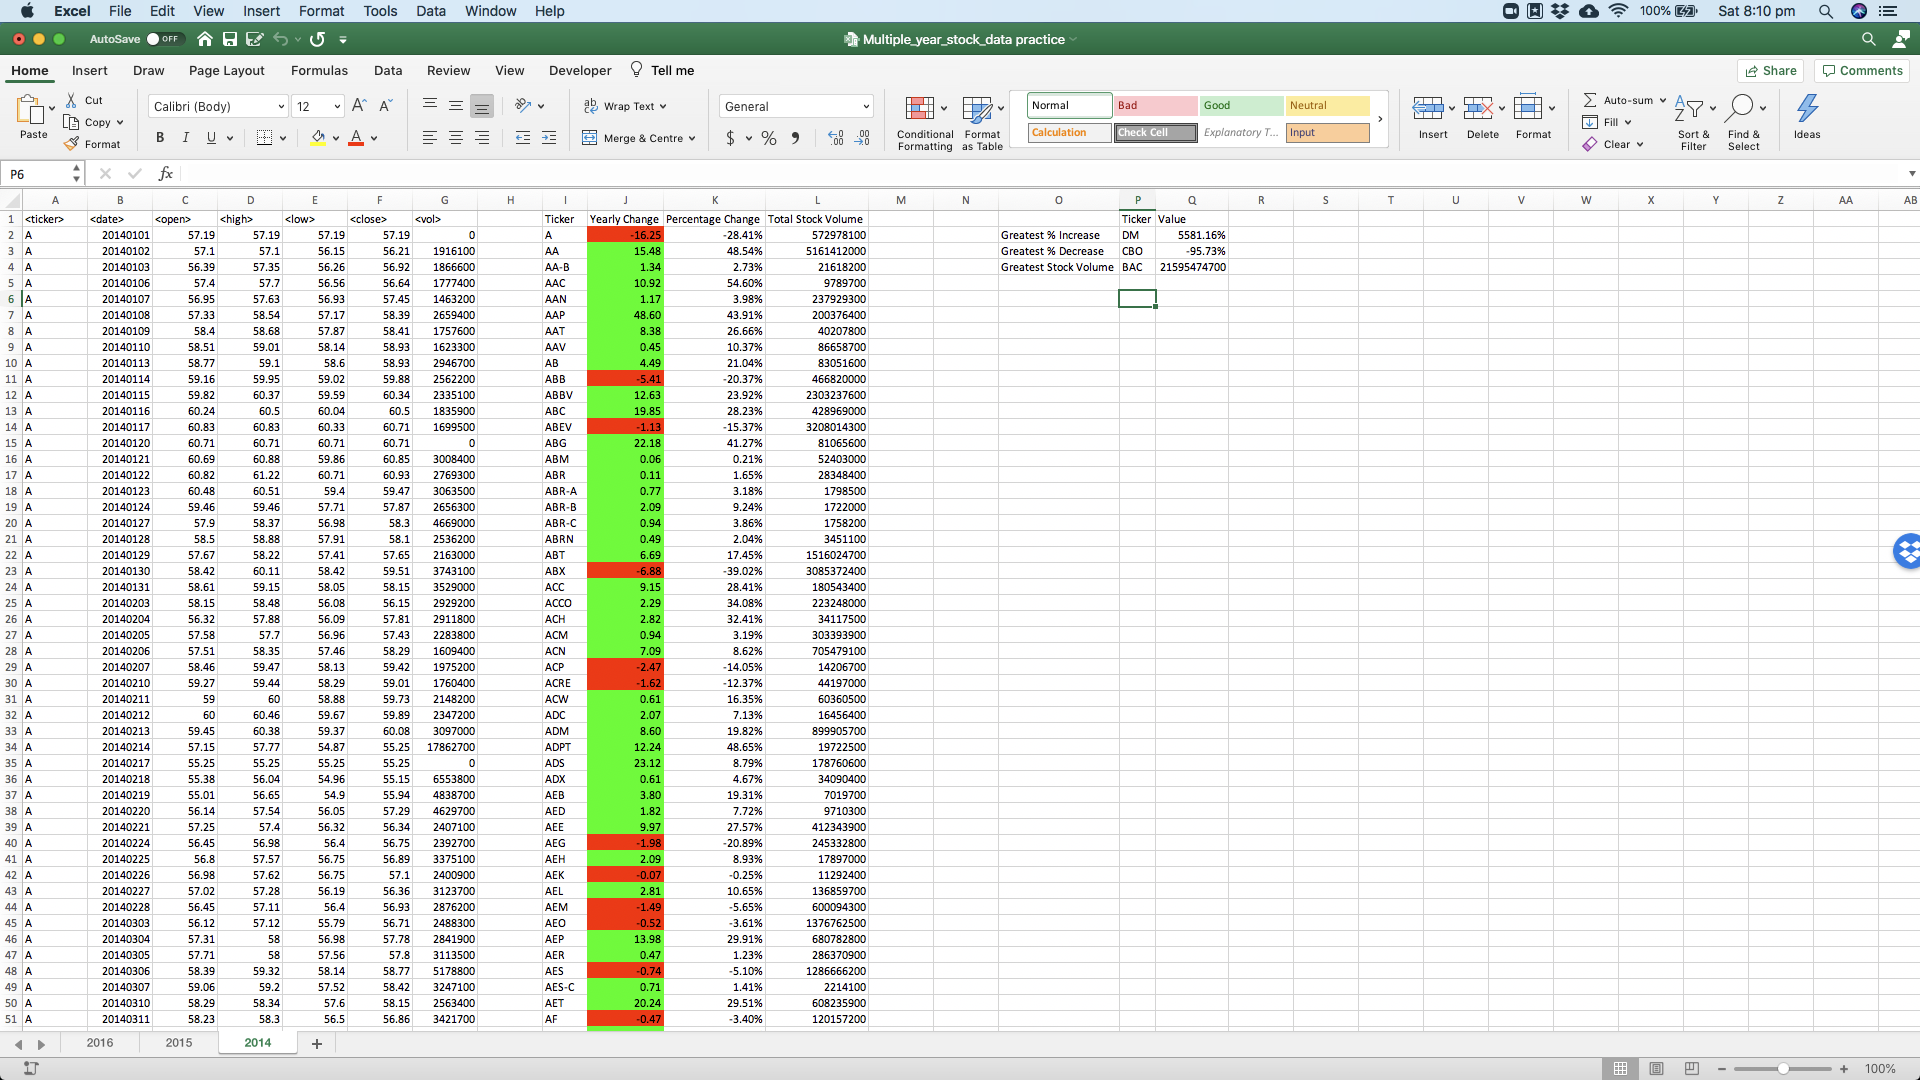 Excel File Edit View Insert Format Tools Data Window Help 100% Sat 8:10 pm
AutoSave OFF Multiple_year_stock_data practice
Home Insert Draw Page Layout Formulas Data Review View Developer Tell me Share Comments
Paste Cut Copy Format
Calibri (Body) 12 Wrap Text General
B I U Merge & Centre $ %
Conditional Formatting Format as Table
Normal Bad Good Neutral
Calculation Check Cell Explanatory T... Input
Insert Delete Format
Auto-sum Fill Clear
Sort & Filter Find & Select Ideas
P6 fx
A B C D E F G H I J K L M N O P Q R S T U V W X Y Z AA AB
1 <ticker> <date> <open> <high> <low> <close> <vol> Ticker Yearly Change Percentage Change Total Stock Volume Ticker Value
2 A 20140101 57.19 57.19 57.19 57.19 0 A -16.25 -28.41% 572978100 Greatest % Increase DM 5581.16%
3 A 20140102 57.1 57.1 56.15 56.21 1916100 AA 15.48 48.54% 5161412000 Greatest % Decrease CBO -95.73%
4 A 20140103 56.39 57.35 56.26 56.92 1866600 AA-B 1.34 2.73% 21618200 Greatest Stock Volume BAC 21595474700
5 A 20140106 57.4 57.7 56.56 56.64 1777400 AAC 10.92 54.60% 9789700
6 A 20140107 56.95 57.63 56.93 57.45 1463200 AAN 1.17 3.98% 237929300
7 A 20140108 57.33 58.54 57.17 58.39 2659400 AAP 48.60 43.91% 200376400
8 A 20140109 58.4 58.68 57.87 58.41 1757600 AAT 8.38 26.66% 40207800
9 A 20140110 58.51 59.01 58.14 58.93 1623300 AAV 0.45 10.37% 86658700
10 A 20140113 58.77 59.1 58.6 58.93 2946700 AB 4.49 21.04% 83051600
11 A 20140114 59.16 59.95 59.02 59.88 2562200 ABB -5.41 -20.37% 466820000
12 A 20140115 59.82 60.37 59.59 60.34 2335100 ABBV 12.63 23.92% 2303237600
13 A 20140116 60.24 60.5 60.04 60.5 1835900 ABC 19.85 28.23% 428969000
14 A 20140117 60.83 60.83 60.33 60.71 1699500 ABEV -1.13 -15.37% 3208014300
15 A 20140120 60.71 60.71 60.71 60.71 0 ABG 22.18 41.27% 81065600
16 A 20140121 60.69 60.88 59.86 60.85 3008400 ABM 0.06 0.21% 52403000
17 A 20140122 60.82 61.22 60.71 60.93 2769300 ABR 0.11 1.65% 28348400
18 A 20140123 60.48 60.51 59.4 59.47 3063500 ABR-A 0.77 3.18% 1798500
19 A 20140124 59.46 59.46 57.71 57.87 2656300 ABR-B 2.09 9.24% 1722000
20 A 20140127 57.9 58.37 56.98 58.3 4669000 ABR-C 0.94 3.86% 1758200
21 A 20140128 58.5 58.88 57.91 58.1 2536200 ABRN 0.49 2.04% 3451100
22 A 20140129 57.67 58.22 57.41 57.65 2163000 ABT 6.69 17.45% 1516024700
23 A 20140130 58.42 60.11 58.42 59.51 3743100 ABX -6.88 -39.02% 3085372400
24 A 20140131 58.61 59.15 58.05 58.15 3529000 ACC 9.15 28.41% 180543400
25 A 20140203 58.15 58.48 56.08 56.15 2929200 ACCO 2.29 34.08% 223248000
26 A 20140204 56.32 57.88 56.09 57.81 2911800 ACH 2.82 32.41% 34117500
27 A 20140205 57.58 57.7 56.96 57.43 2283800 ACM 0.94 3.19% 303393900
28 A 20140206 57.51 58.35 57.46 58.29 1609400 ACN 7.09 8.62% 705479100
29 A 20140207 58.46 59.47 58.13 59.42 1975200 ACP -2.47 -14.05% 14206700
30 A 20140210 59.27 59.44 58.29 59.01 1760400 ACRE -1.62 -12.37% 44197000
31 A 20140211 59 60 58.88 59.73 2148200 ACW 0.61 16.35% 60360500
32 A 20140212 60 60.46 59.67 59.89 2347200 ADC 2.07 7.13% 16456400
33 A 20140213 59.45 60.38 59.37 60.08 3097000 ADM 8.60 19.82% 899905700
34 A 20140214 57.15 57.77 54.87 55.25 17862700 ADPT 12.24 48.65% 19722500
35 A 20140217 55.25 55.25 55.25 55.25 0 ADS 23.12 8.79% 178760600
36 A 20140218 55.38 56.04 54.96 55.15 6553800 ADX 0.61 4.67% 34090400
37 A 20140219 55.01 56.65 54.9 55.94 4838700 AEB 3.80 19.31% 7019700
38 A 20140220 56.14 57.54 56.05 57.29 4629700 AED 1.82 7.72% 9710300
39 A 20140221 57.25 57.4 56.32 56.34 2407100 AEE 9.97 27.57% 412343900
40 A 20140224 56.45 56.98 56.4 56.75 2392700 AEG -1.98 -20.89% 245332800
41 A 20140225 56.8 57.57 56.75 56.89 3375100 AEH 2.09 8.93% 17897000
42 A 20140226 56.98 57.62 56.75 57.1 2400900 AEK -0.07 -0.25% 11292400
43 A 20140227 57.02 57.28 56.19 56.36 3123700 AEL 2.81 10.65% 136859700
44 A 20140228 56.45 57.11 56.4 56.93 2876200 AEM -1.49 -5.65% 600094300
45 A 20140303 56.12 57.12 55.79 56.71 2488300 AEO -0.52 -3.61% 1376762500
46 A 20140304 57.31 58 56.98 57.78 2841900 AEP 13.98 29.91% 680782800
47 A 20140305 57.71 58 57.56 57.8 3113500 AER 0.47 1.23% 286370900
48 A 20140306 58.39 59.32 58.14 58.77 5178800 AES -0.74 -5.10% 1286666200
49 A 20140307 59.06 59.2 57.52 58.42 3247100 AES-C 0.71 1.41% 2214100
50 A 20140310 58.29 58.34 57.6 58.15 2563400 AET 20.24 29.51% 608235900
51 A 20140311 58.23 58.3 56.5 56.86 3421700 AF -0.47 -3.40% 120157200
2016 2015 2014 +
100%